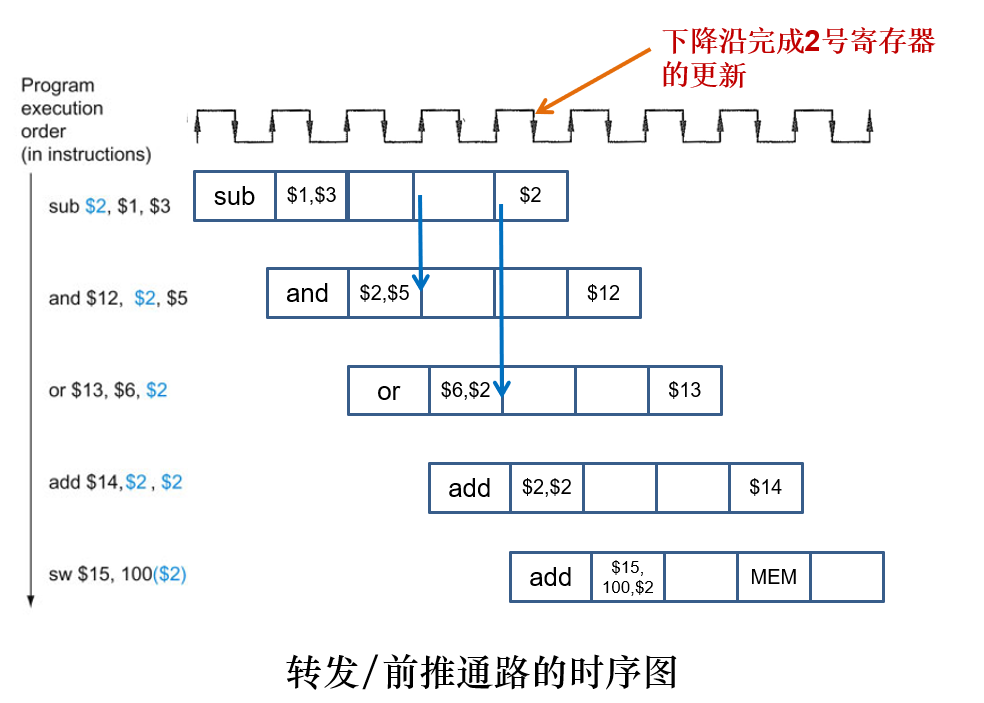 下降沿完成2号寄存器
的更新
Program
execution
order
(in instructions)
sub $2, $1, $3
sub
$1,$3
$2
and $12, $2, $5
and
$2,$5
$12
or $13, $6, $2
or
$6,$2
$13
add $14,$2 , $2
add
$2,$2
$14
sw $15, 100($2)
add
$15,
100,$2
MEM
转发/前推通路的时序图